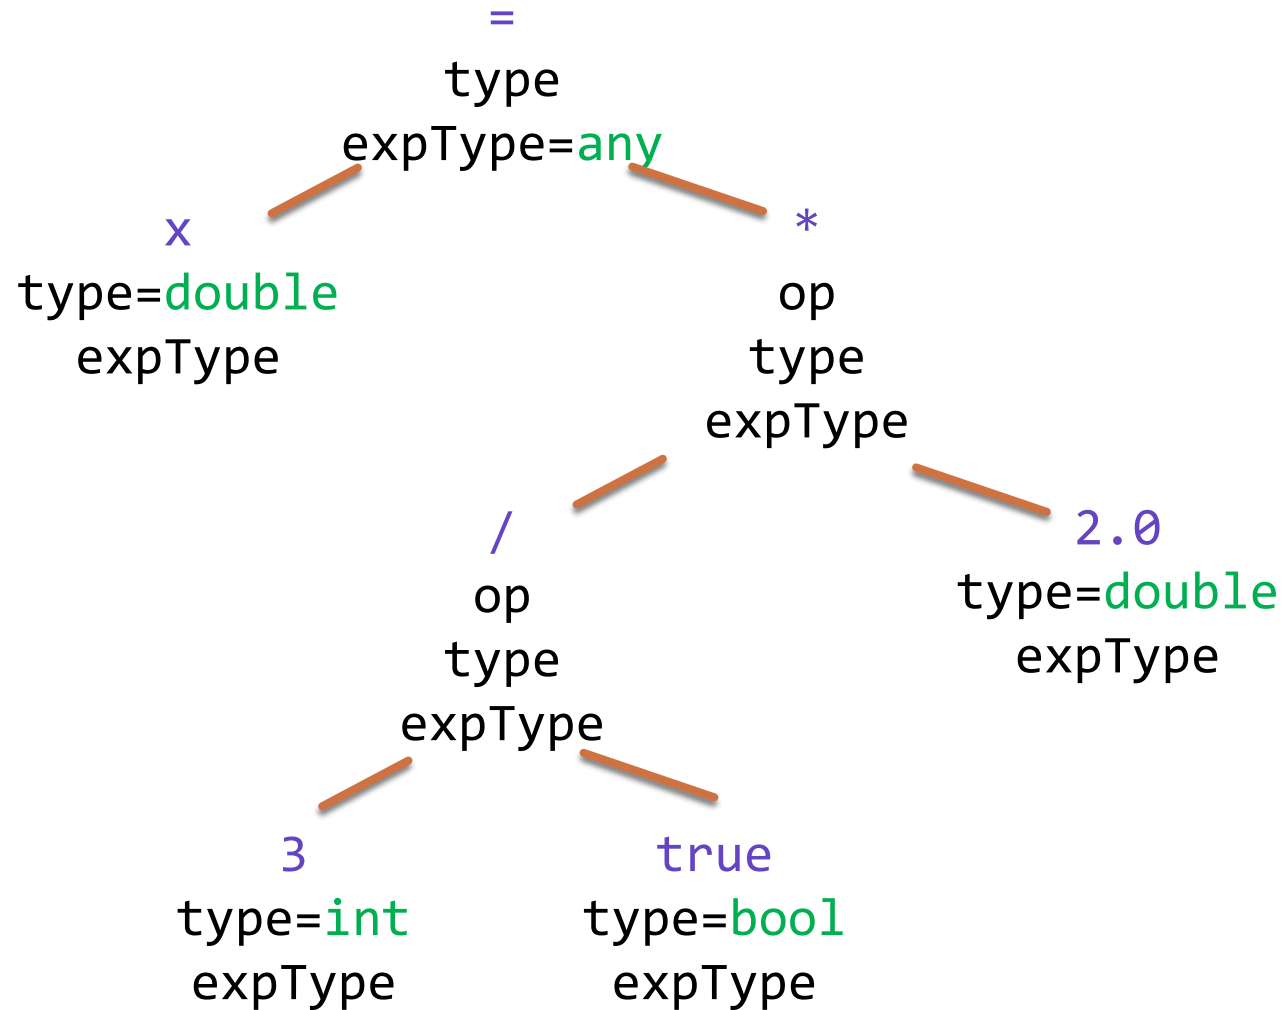 =
type
expType=any
x
type=double
expType
*
op
type
expType
/
op
type
expType
2.0
type=double
expType
3
type=int
expType
true
type=bool
expType